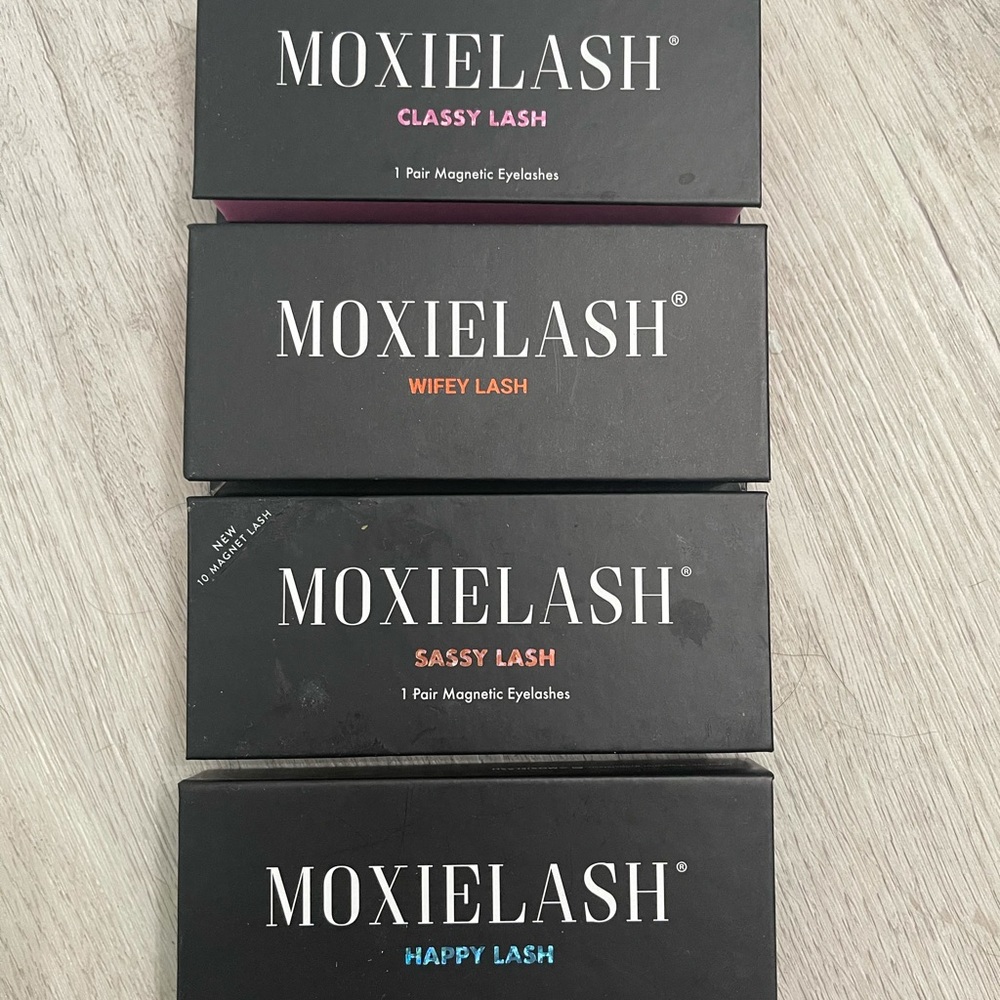 MOXIELASH®
CLASSY LASH
1 Pair Magnetic Eyelashes
MOXIELASH®
WIFEY LASH
NEW
10 MAGNET LASH
MOXIELASH®
SASSY LASH
1 Pair Magnetic Eyelashes
MOXIELASH®
HAPPY LASH